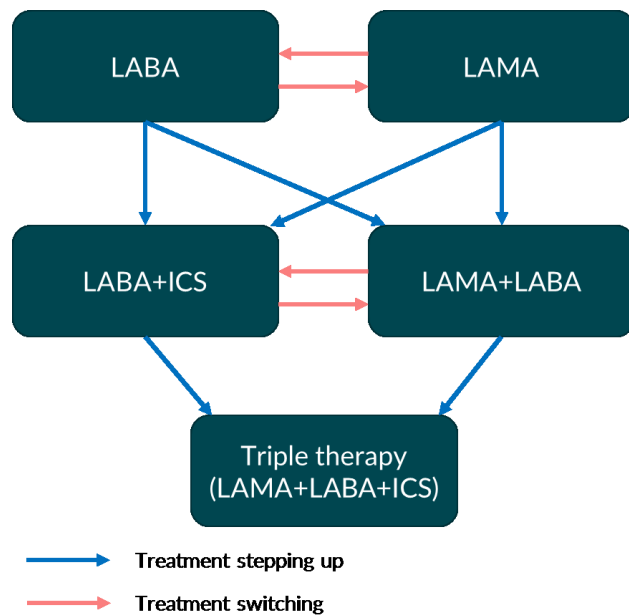 LABA
LAMA
LABA+ICS
LAMA+LABA
Triple therapy
(LAMA+LABA+ICS)
Treatment stepping up
Treatment switching